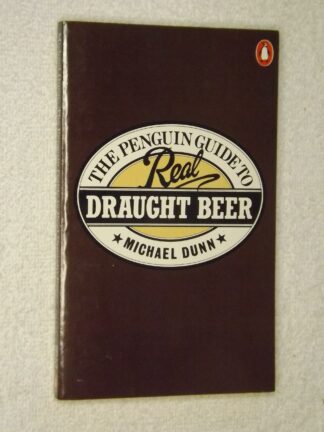 THE PENGUIN GUIDE TO
Real
DRAUGHT BEER
★ MICHAEL DUNN ★